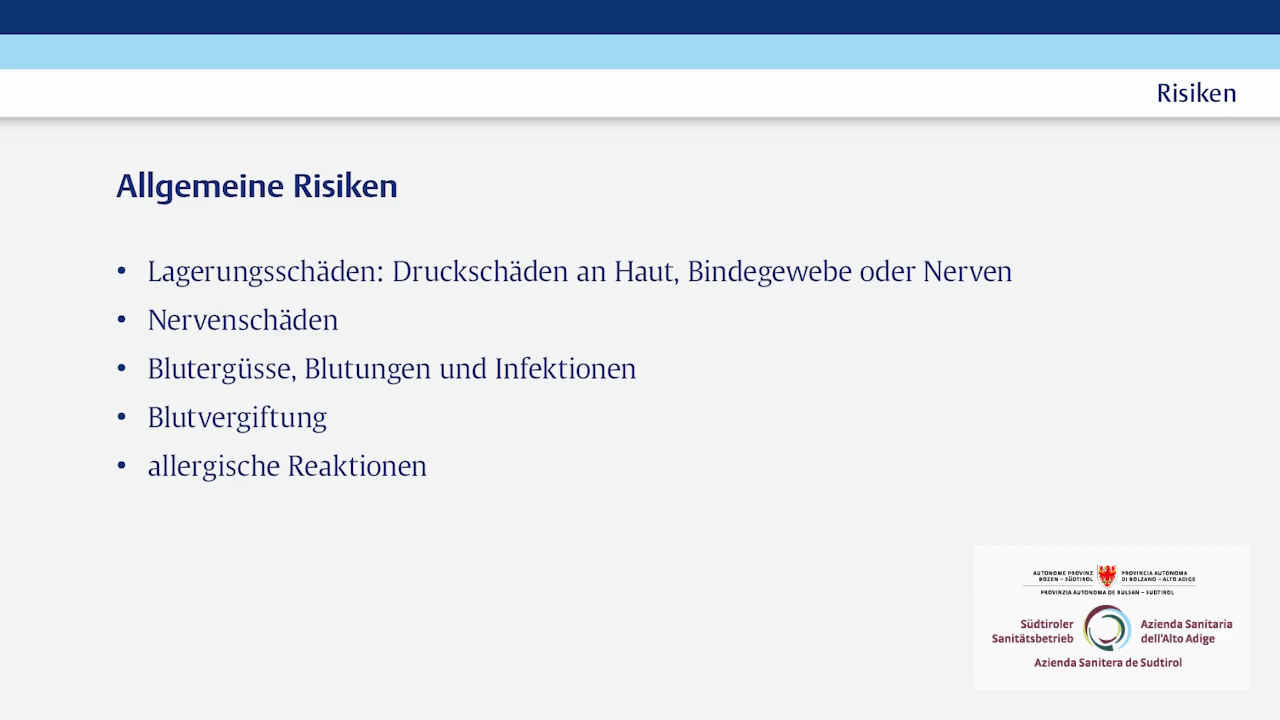 Risiken
Allgemeine Risiken
• Lagerungsschäden: Druckschäden an Haut, Bindegewebe oder Nerven
• Nervenschäden
• Blutergüsse, Blutungen und Infektionen
• Blutvergiftung
• allergische Reaktionen
AUTONOME PROVINZ
BOZEN – SÜDTIROL
PROVINCIA AUTONOMA
DI BOLZANO – ALTO ADIGE
PROVINZIA AUTONOMA DE BULSAN – SUDTIROL
Südtiroler
Sanitätsbetrieb
Azienda Sanitaria
dell'Alto Adige
Azienda Sanitera de Sudtirol